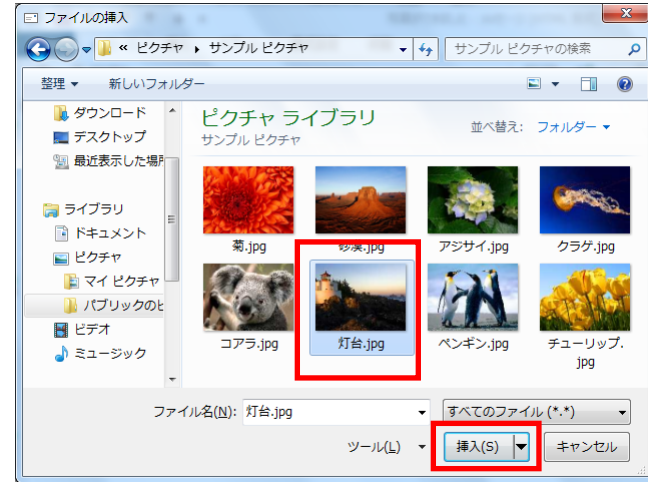 ファイルの挿入
« ピクチャ ▸ サンプル ピクチャ
サンプル ピクチャの検索
整理 ▼ 新しいフォルダー
ダウンロード
デスクトップ
最近表示した場所
ライブラリ
ドキュメント
ピクチャ
マイ ピクチャ
パブリックのピ
ビデオ
ミュージック
ピクチャ ライブラリ
サンプル ピクチャ
並べ替え: フォルダー ▼
菊.jpg
砂漠.jpg
アジサイ.jpg
クラゲ.jpg
コアラ.jpg
灯台.jpg
ペンギン.jpg
チューリップ.
jpg
ファイル名(N): 灯台.jpg
すべてのファイル (*.*)
ツール(L)
挿入(S)
キャンセル